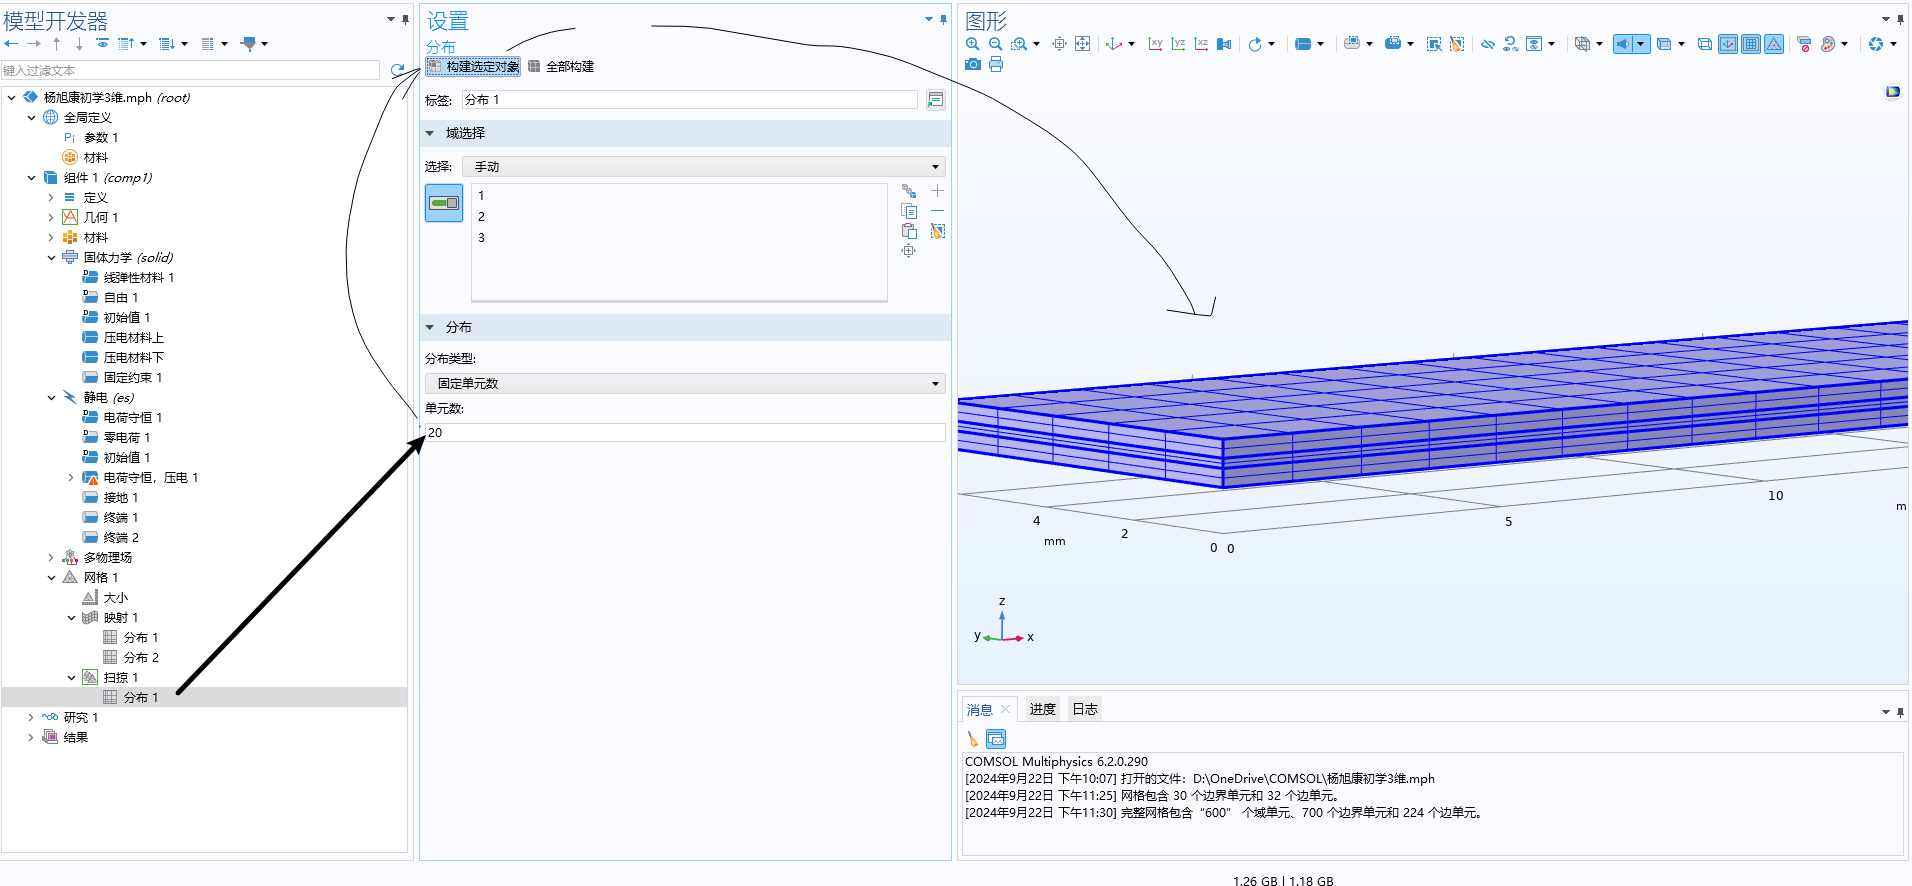 模型开发器
键入过滤文本
杨旭康初学3维.mph (root)
全局定义
Pi 参数 1
材料
组件 1 (comp1)
定义
几何 1
材料
固体力学 (solid)
线弹性材料 1
自由 1
初始值 1
压电材料上
压电材料下
固定约束 1
静电 (es)
电荷守恒 1
零电荷 1
初始值 1
电荷守恒，压电 1
接地 1
终端 1
终端 2
多物理场
网格 1
大小
映射 1
分布 1
分布 2
扫掠 1
分布 1
研究 1
结果
设置
分布
构建选定对象 全部构建
标签: 分布 1
域选择
选择: 手动
1
2
3
分布
分布类型:
固定单元数
单元数:
20
图形
xy yz xz
10
5
4
2
mm
0 0
m
z
y x
消息 进度 日志
COMSOL Multiphysics 6.2.0.290
[2024年9月22日 下午10:07] 打开的文件：D:\OneDrive\COMSOL\杨旭康初学3维.mph
[2024年9月22日 下午11:25] 网格包含 30 个边界单元和 32 个边单元。
[2024年9月22日 下午11:30] 完整网格包含“600” 个域单元、700 个边界单元和 224 个边单元。
1.26 GB | 1.18 GB